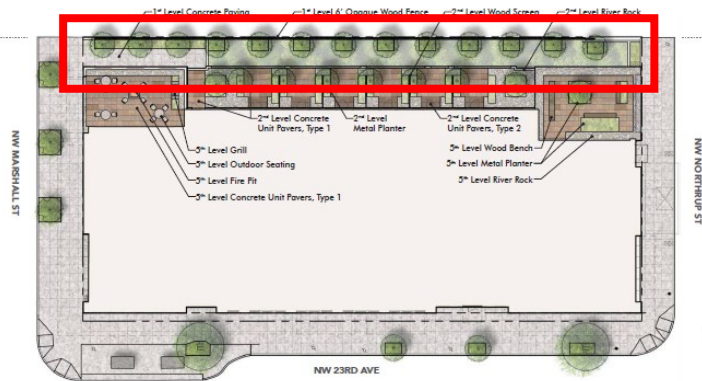 1st Level Concrete Paving
1st Level 6' Opaque Wood Fence
2nd Level Wood Screen
2nd Level River Rock
2nd Level Concrete
Unit Pavers, Type 1
2nd Level
Metal Planter
2nd Level Concrete
Unit Pavers, Type 2
5th Level Grill
5th Level Outdoor Seating
5th Level Fire Pit
5th Level Concrete Unit Pavers, Type 1
5th Level Wood Bench
5th Level Metal Planter
5th Level River Rock
NW MARSHALL ST
NW NORTHRUP ST
NW 23RD AVE